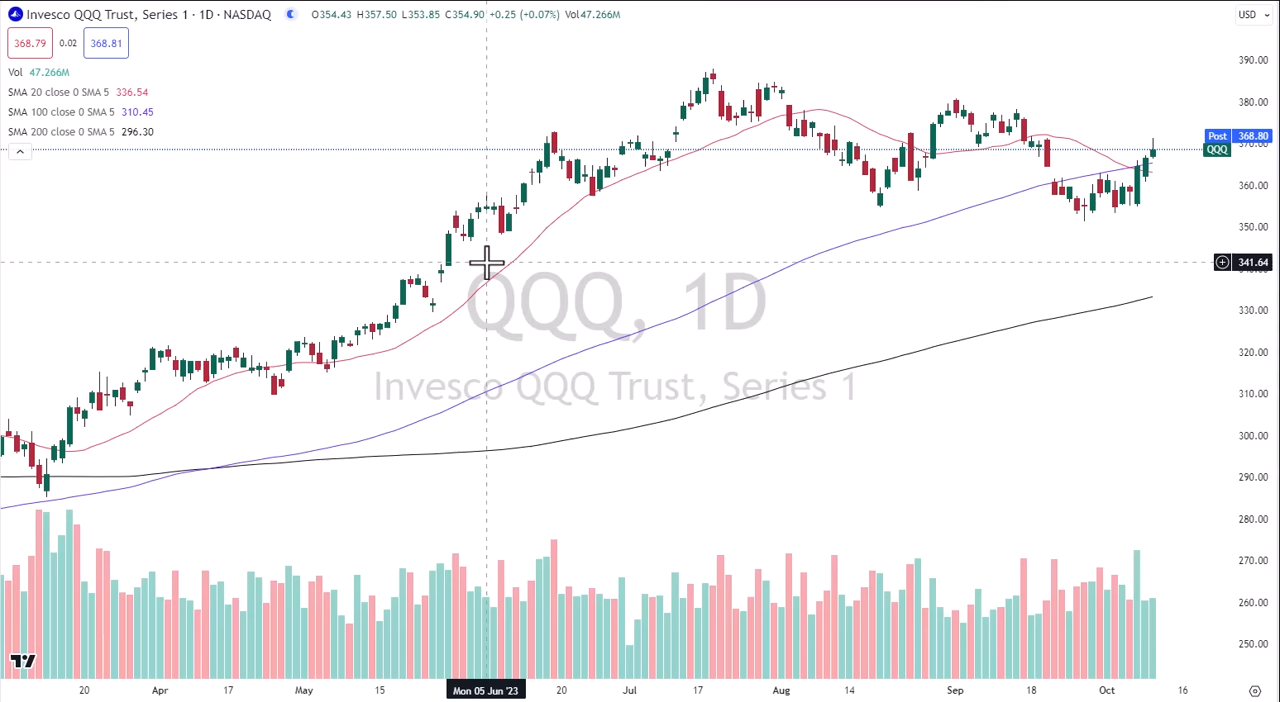 Invesco QQQ Trust, Series 1 · 1D · NASDAQ O354.43 H357.50 L353.85 C354.90 +0.25 (+0.07%) Vol47.266M
USD
368.79 0.02 368.81
Vol 47.266M
SMA 20 close 0 SMA 5 336.54
SMA 100 close 0 SMA 5 310.45
SMA 200 close 0 SMA 5 296.30
390.00
380.00
Post 368.80
370.00
QQQ
360.00
350.00
341.64
330.00
320.00
310.00
300.00
290.00
280.00
270.00
260.00
250.00
QQQ, 1D
Invesco QQQ Trust, Series 1
20 Apr 17 May 15 Mon 05 Jun '23 20 Jul 17 Aug 14 Sep 18 Oct 16